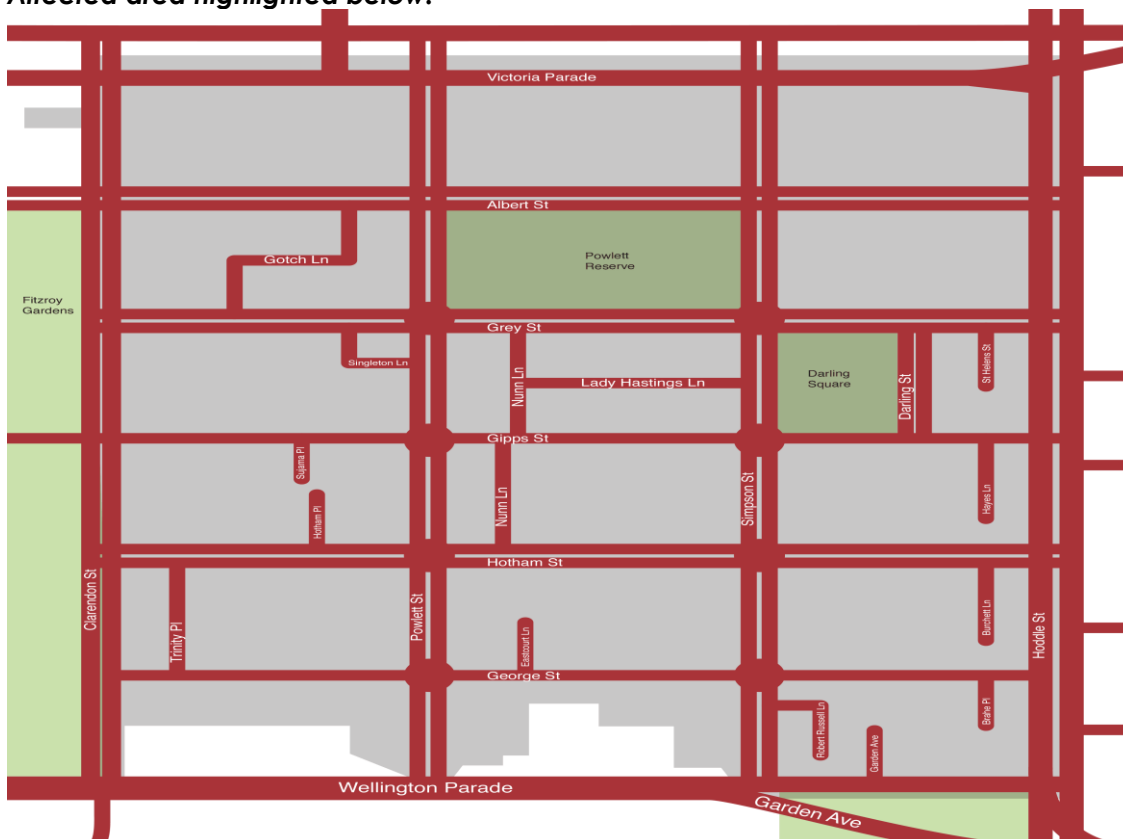 Affected area highlighted below:
Victoria Parade
Albert St
Gotch Ln
Powlett
Reserve
Fitzroy
Gardens
Grey St
Singleton Ln
Nunn Ln
Lady Hastings Ln
Darling
Square
Darling St
St Helens St
Gipps St
Sujama Pl
Hotham Pl
Nunn Ln
Simpson St
Hayes Ln
Hotham St
Clarendon St
Trinity Pl
Powlett St
Eastcourt Ln
Burchett Ln
Hoddle St
George St
Robert Russell Ln
Garden Ave
Brahe Pl
Wellington Parade
Garden Ave